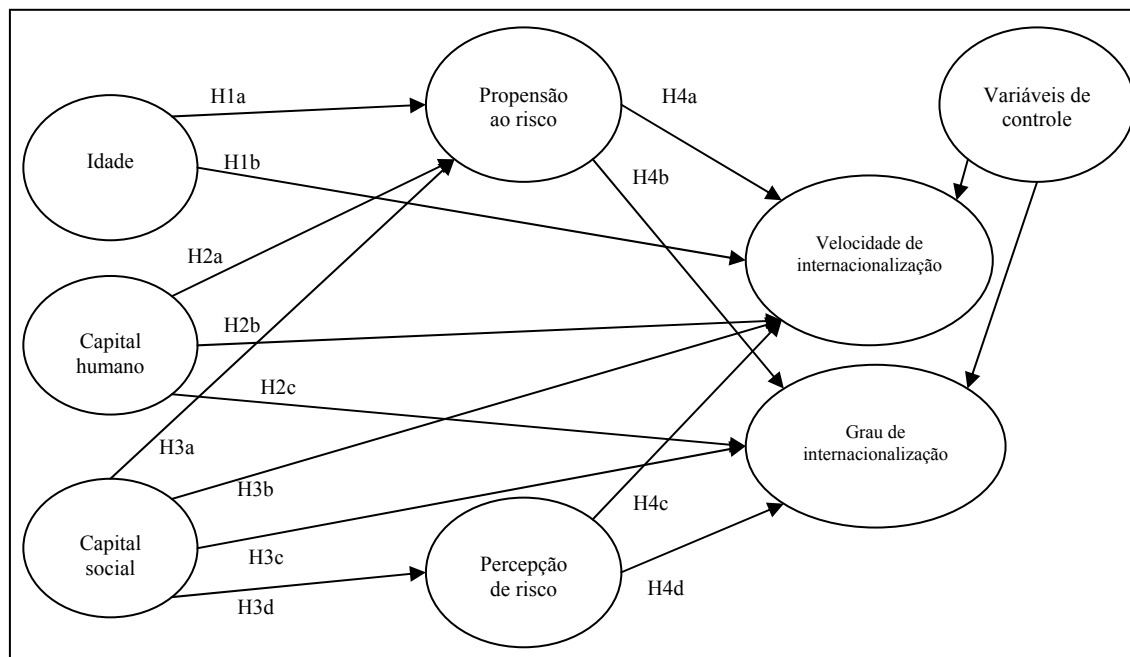 H1a
Propensão
ao risco
H4a
Variáveis de
controle
Idade
H1b
H4b
H2a
Velocidade de
internacionalização
Capital
humano
H2b
H2c
H3a
Grau de
internacionalização
H3b
H4c
Capital
social
H3c
Percepção
de risco
H4d
H3d